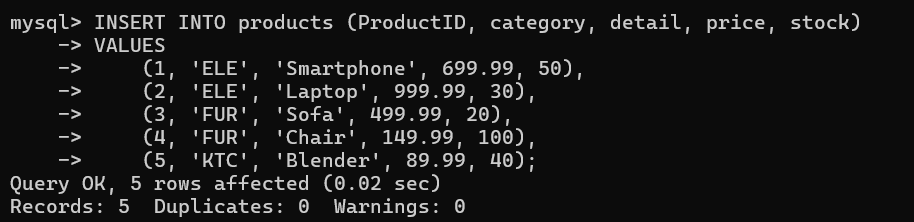 mysql> INSERT INTO products (ProductID, category, detail, price, stock)
    -> VALUES
    ->     (1, 'ELE', 'Smartphone', 699.99, 50),
    ->     (2, 'ELE', 'Laptop', 999.99, 30),
    ->     (3, 'FUR', 'Sofa', 499.99, 20),
    ->     (4, 'FUR', 'Chair', 149.99, 100),
    ->     (5, 'KTC', 'Blender', 89.99, 40);
Query OK, 5 rows affected (0.02 sec)
Records: 5  Duplicates: 0  Warnings: 0